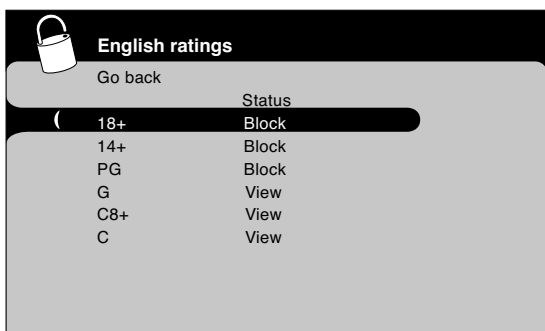 English ratings
Go back
Status
18+ Block
14+ Block
PG Block
G View
C8+ View
C View